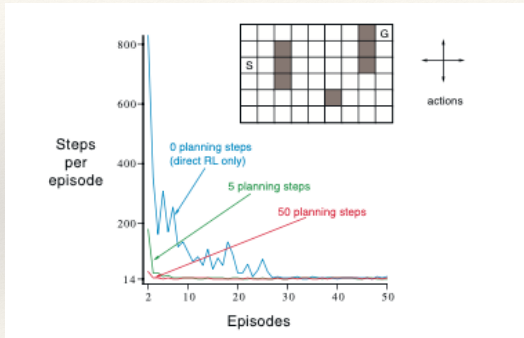 800
600
400
200
14
Steps
per
episode
0 planning steps
(direct RL only)
5 planning steps
50 planning steps
S
G
actions
2
10
20
30
40
50
Episodes